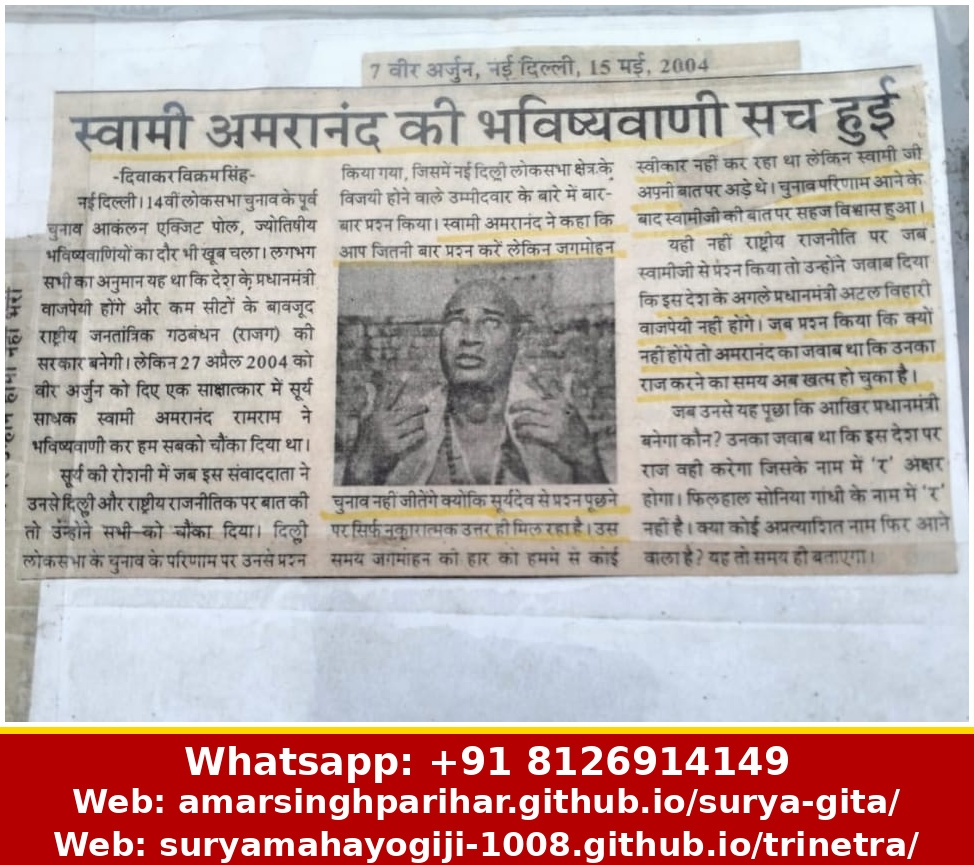 7 वीर अर्जुन, नई दिल्ली, 15 मई, 2004
स्वामी अमरानंद की भविष्यवाणी सच हुई
-दिवाकर विक्रम सिंह-
नई दिल्ली। 14वीं लोकसभा चुनाव के पूर्व
चुनाव आकंलन एक्जिट पोल, ज्योतिषीय
भविष्यवाणियों का दौर भी खूब चला। लगभग
सभी का अनुमान यह था कि देश के प्रधानमंत्री
वाजपेयी होंगे और कम सीटों के बावजूद
राष्ट्रीय जनतांत्रिक गठबंधन (राजग) की
सरकार बनेगी। लेकिन 27 अप्रैल 2004 को
वीर अर्जुन को दिए एक साक्षात्कार में सूर्य
साधक स्वामी अमरानंद रामराम ने
भविष्यवाणी कर हम सबको चौंका दिया था।
सूर्य की रोशनी में जब इस संवाददाता ने
उनसे दिल्ली और राष्ट्रीय राजनीतिक पर बात की
तो उन्होंने सभी को चौंका दिया। दिल्ली
लोकसभा के चुनाव के परिणाम पर उनसे प्रश्न
किया गया, जिसमें नई दिल्ली लोकसभा क्षेत्र के
विजयी होने वाले उम्मीदवार के बारे में बार-
बार प्रश्न किया। स्वामी अमरानंद ने कहा कि
आप जितनी बार प्रश्न करें लेकिन जगमोहन
चुनाव नहीं जीतेंगे क्योंकि सूर्यदेव से प्रश्न पूछने
पर सिर्फ नकारात्मक उत्तर ही मिल रहा है। उस
समय जगमोहन की हार को हममें से कोई
स्वीकार नहीं कर रहा था लेकिन स्वामी जी
अपनी बात पर अड़े थे। चुनाव परिणाम आने के
बाद स्वामीजी की बात पर सहज विश्वास हुआ।
यही नहीं राष्ट्रीय राजनीति पर जब
स्वामीजी से प्रश्न किया तो उन्होंने जवाब दिया
कि इस देश के अगले प्रधानमंत्री अटल विहारी
वाजपेयी नहीं होंगे। जब प्रश्न किया कि क्यों
नहीं होंगे तो अमरानंद का जवाब था कि उनका
राज करने का समय अब खत्म हो चुका है।
जब उनसे यह पूछा कि आखिर प्रधानमंत्री
बनेगा कौन? उनका जवाब था कि इस देश पर
राज वही करेगा जिसके नाम में 'र' अक्षर
होगा। फिलहाल सोनिया गांधी के नाम में 'र'
नहीं है। क्या कोई अप्रत्याशित नाम फिर आने
वाला है? यह तो समय ही बताएगा।
Whatsapp: +91 8126914149
Web: amarsinghparihar.github.io/surya-gita/
Web: suryamahayogiji-1008.github.io/trinetra/